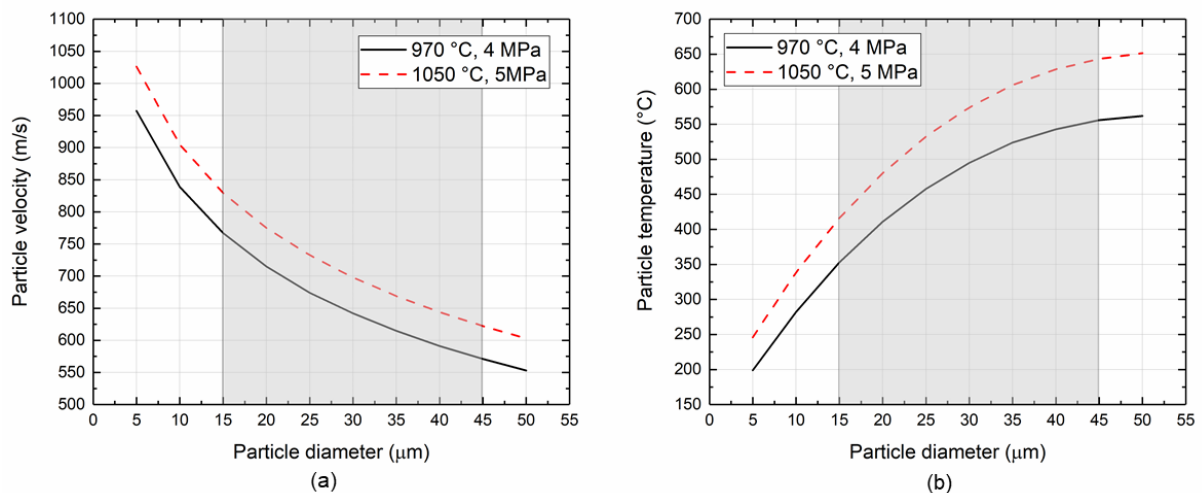 1100
1050
1000
950
900
850
800
750
700
650
600
550
500
Particle velocity (m/s)
970 °C, 4 MPa
1050 °C, 5MPa
0 5 10 15 20 25 30 35 40 45 50 55
Particle diameter (μm)
(a)
700
650
600
550
500
450
400
350
300
250
200
150
Particle temperature (°C)
970 °C, 4 MPa
1050 °C, 5 MPa
0 5 10 15 20 25 30 35 40 45 50 55
Particle diameter (μm)
(b)